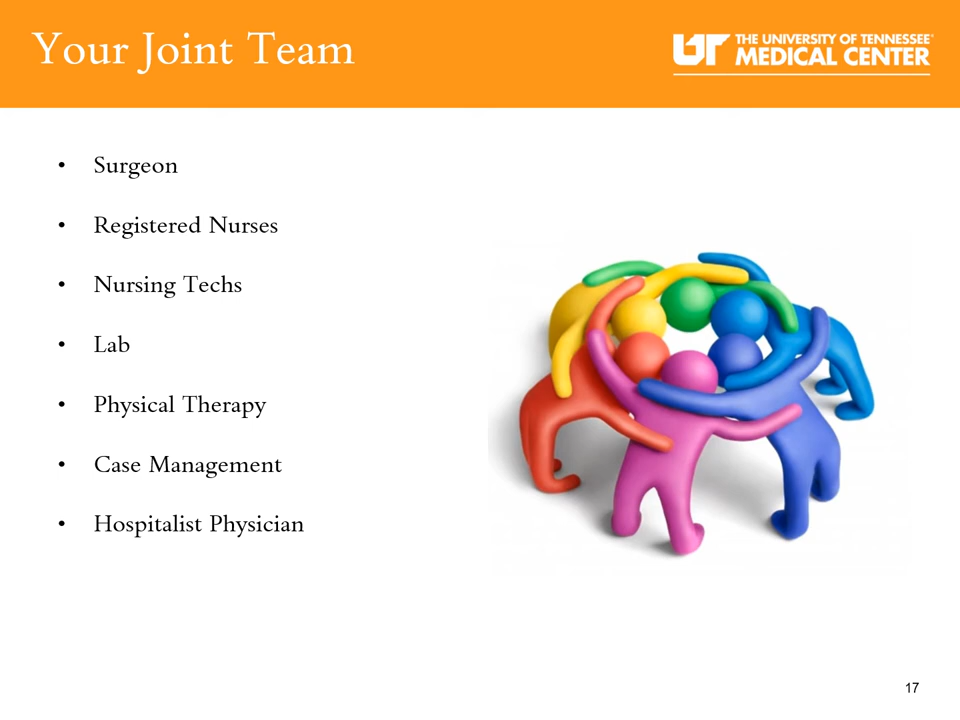 Your Joint Team
UT THE UNIVERSITY OF TENNESSEE
MEDICAL CENTER
• Surgeon
• Registered Nurses
• Nursing Techs
• Lab
• Physical Therapy
• Case Management
• Hospitalist Physician
17